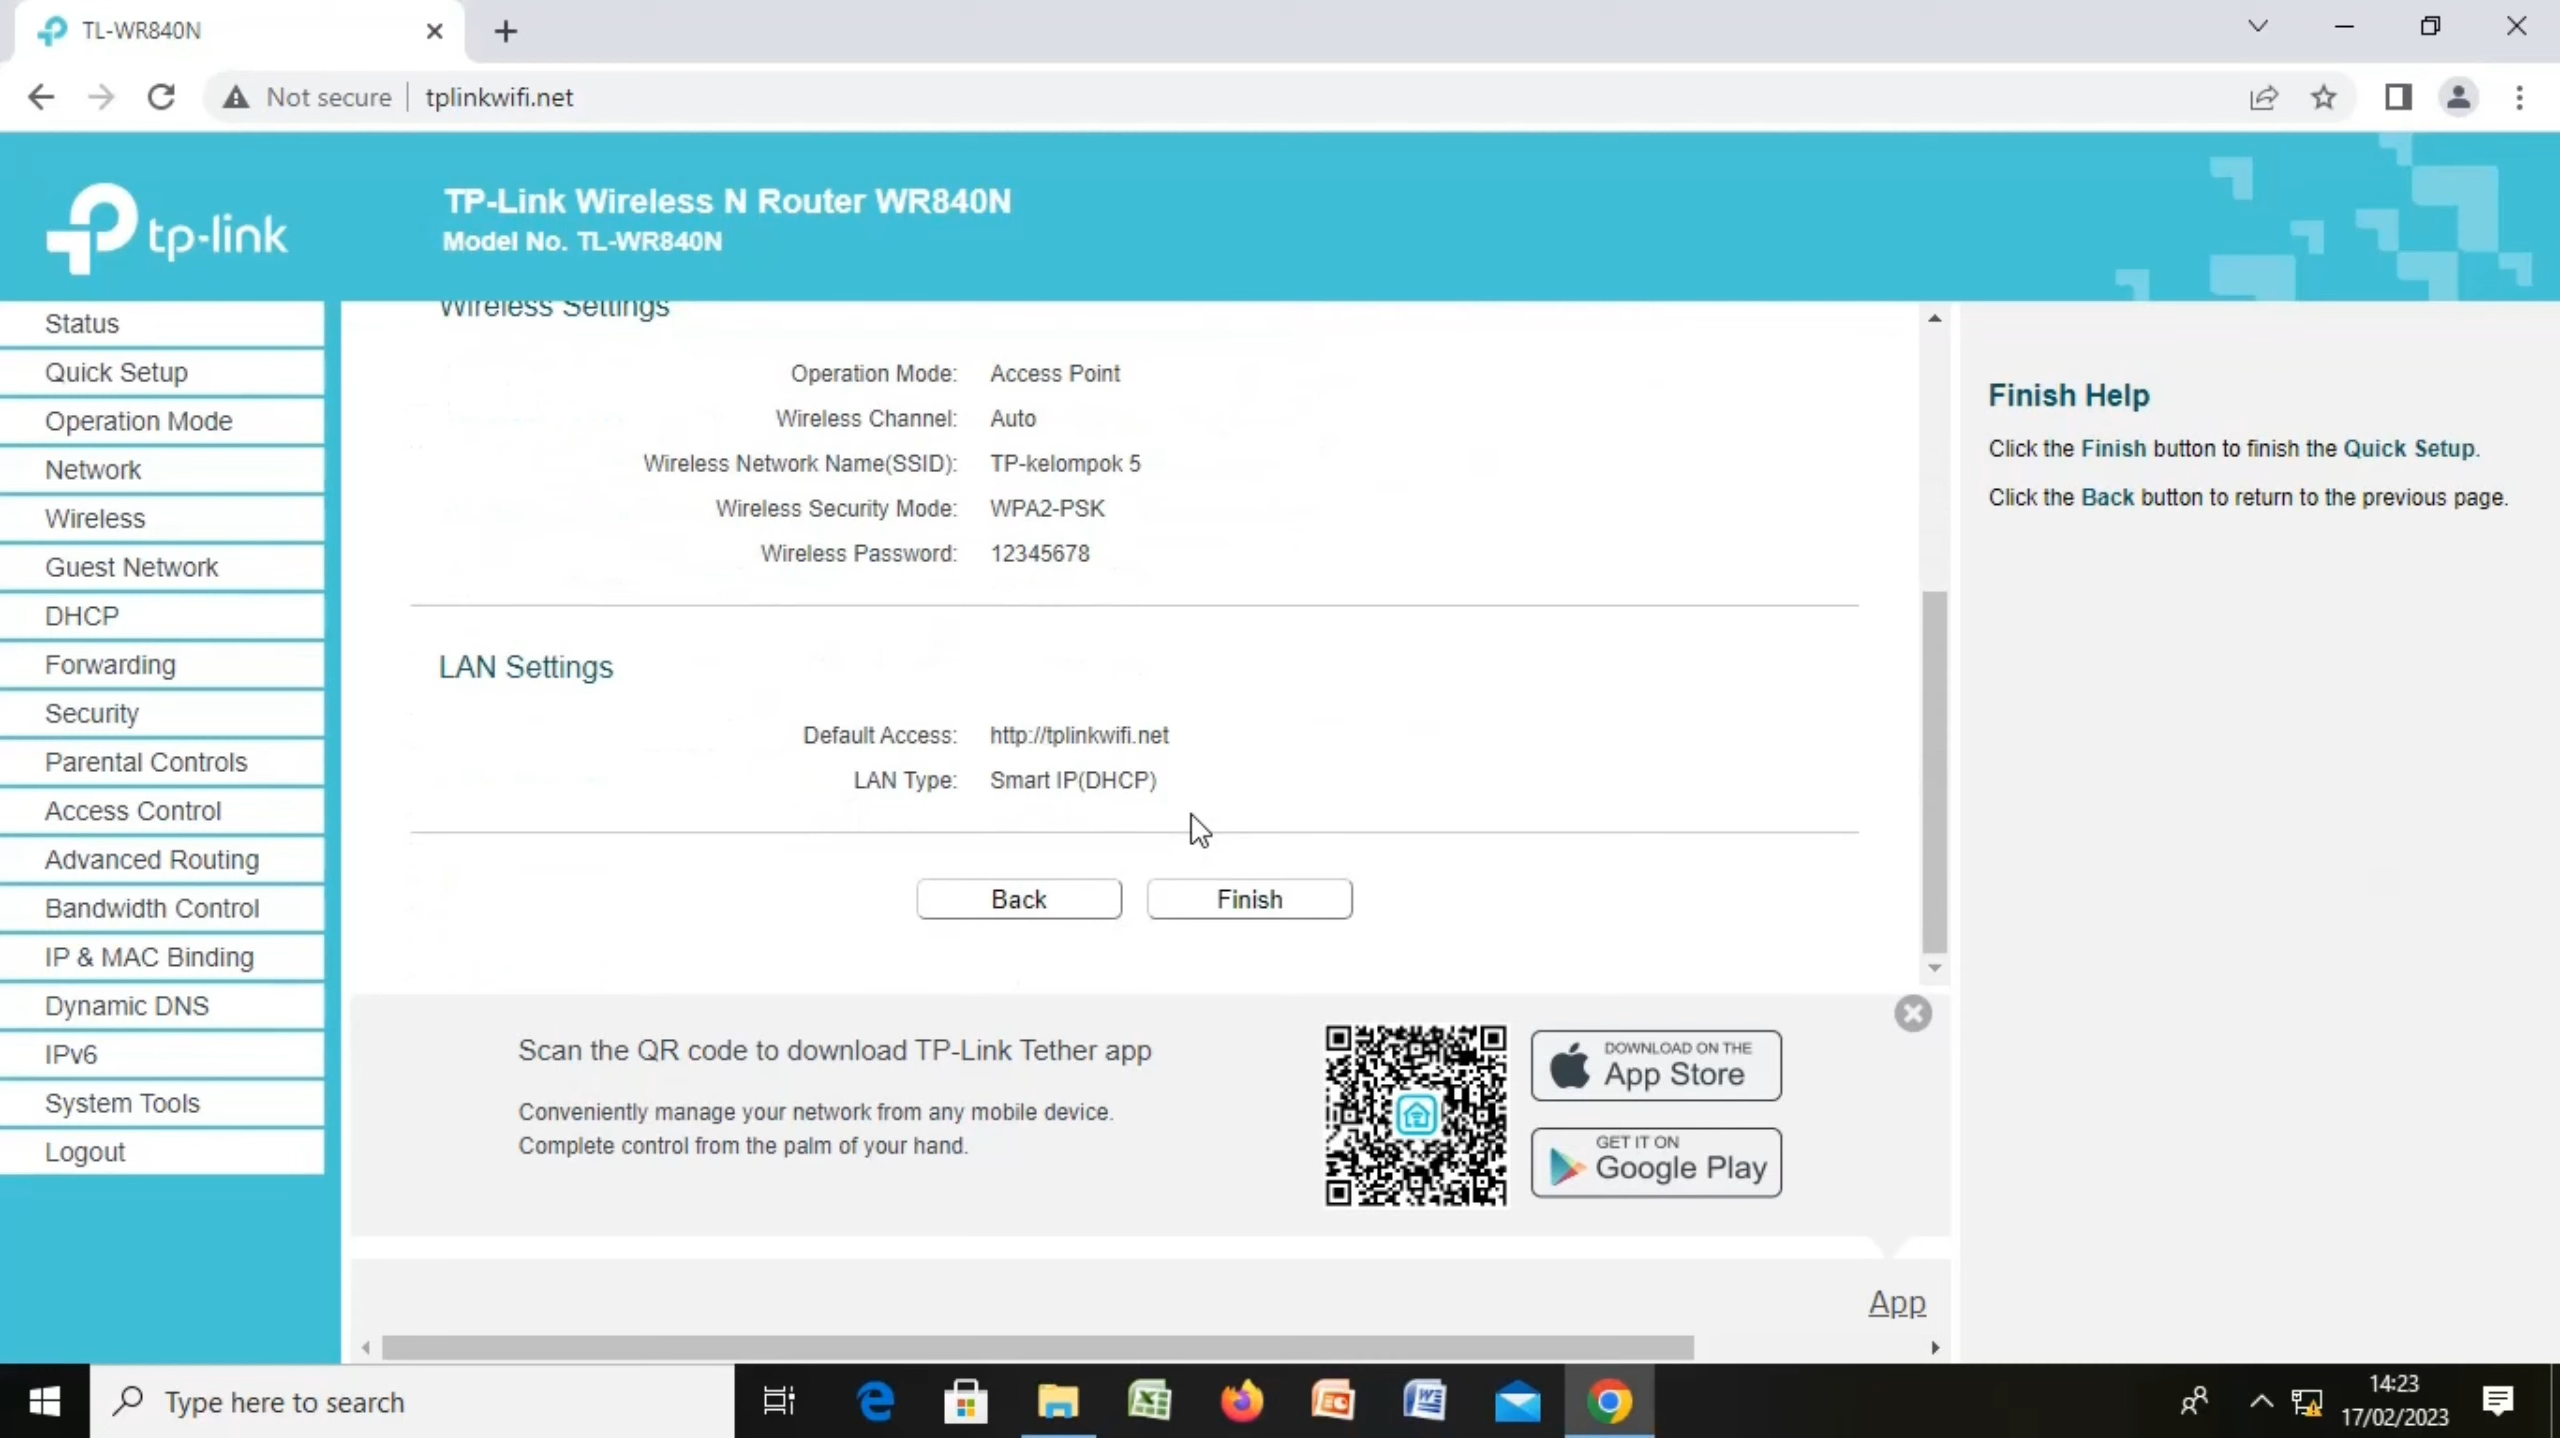 TL-WR840N
Not secure
tplinkwifi.net
tp-link
TP-Link Wireless N Router WR840N
Model No. TL-WR840N
Status
Quick Setup
Operation Mode
Network
Wireless
Guest Network
DHCP
Forwarding
Security
Parental Controls
Access Control
Advanced Routing
Bandwidth Control
IP & MAC Binding
Dynamic DNS
IPv6
System Tools
Logout
Wireless Settings
Operation Mode: Access Point
Wireless Channel: Auto
Wireless Network Name(SSID): TP-kelompok 5
Wireless Security Mode: WPA2-PSK
Wireless Password: 12345678
LAN Settings
Default Access: http://tplinkwifi.net
LAN Type: Smart IP(DHCP)
Back
Finish
Finish Help
Click the Finish button to finish the Quick Setup.
Click the Back button to return to the previous page.
Scan the QR code to download TP-Link Tether app
Conveniently manage your network from any mobile device.
Complete control from the palm of your hand.
DOWNLOAD ON THE
App Store
GET IT ON
Google Play
App
Type here to search
14:23
17/02/2023